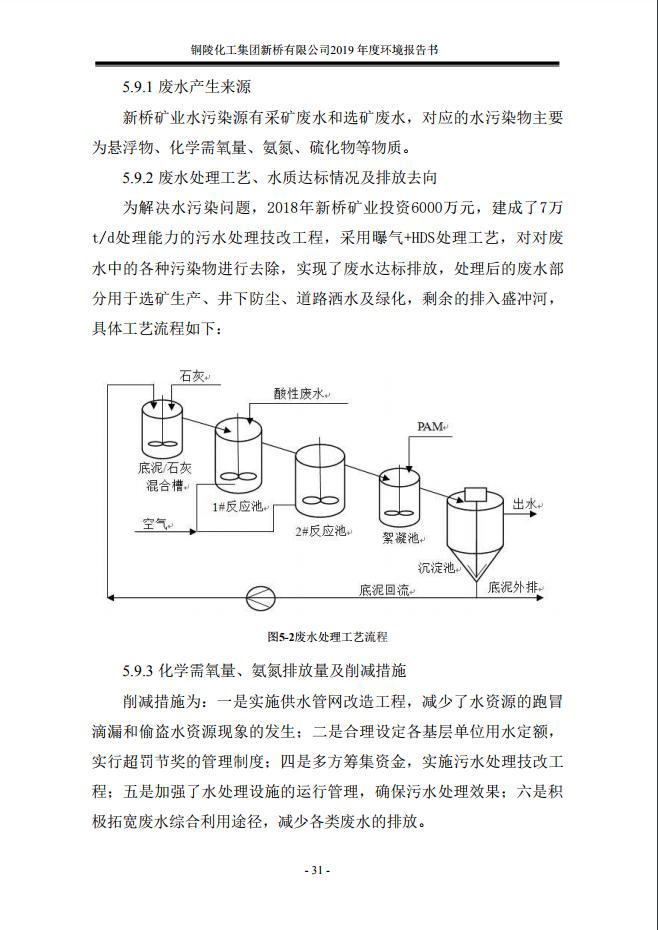 铜陵化工集团新桥有限公司2019 年度环境报告书
5.9.1 废水产生来源
新桥矿业水污染源有采矿废水和选矿废水，对应的水污染物主要
为悬浮物、化学需氧量、氨氮、硫化物等物质。
5.9.2 废水处理工艺、水质达标情况及排放去向
为解决水污染问题，2018年新桥矿业投资6000万元，建成了7万
t/d处理能力的污水处理技改工程，采用曝气+HDS处理工艺，对对废
水中的各种污染物进行去除，实现了废水达标排放，处理后的废水部
分用于选矿生产、井下防尘、道路洒水及绿化，剩余的排入盛冲河，
具体工艺流程如下：
石灰
酸性废水
PAM
底泥/石灰
混合槽
1#反应池
空气
2#反应池
絮凝池
出水
沉淀池
底泥回流
底泥外排
图5-2废水处理工艺流程
5.9.3 化学需氧量、氨氮排放量及削减措施
削减措施为：一是实施供水管网改造工程，减少了水资源的跑冒
滴漏和偷盗水资源现象的发生；二是合理设定各基层单位用水定额，
实行超罚节奖的管理制度；四是多方筹集资金，实施污水处理技改工
程；五是加强了水处理设施的运行管理，确保污水处理效果；六是积
极拓宽废水综合利用途径，减少各类废水的排放。
- 31 -